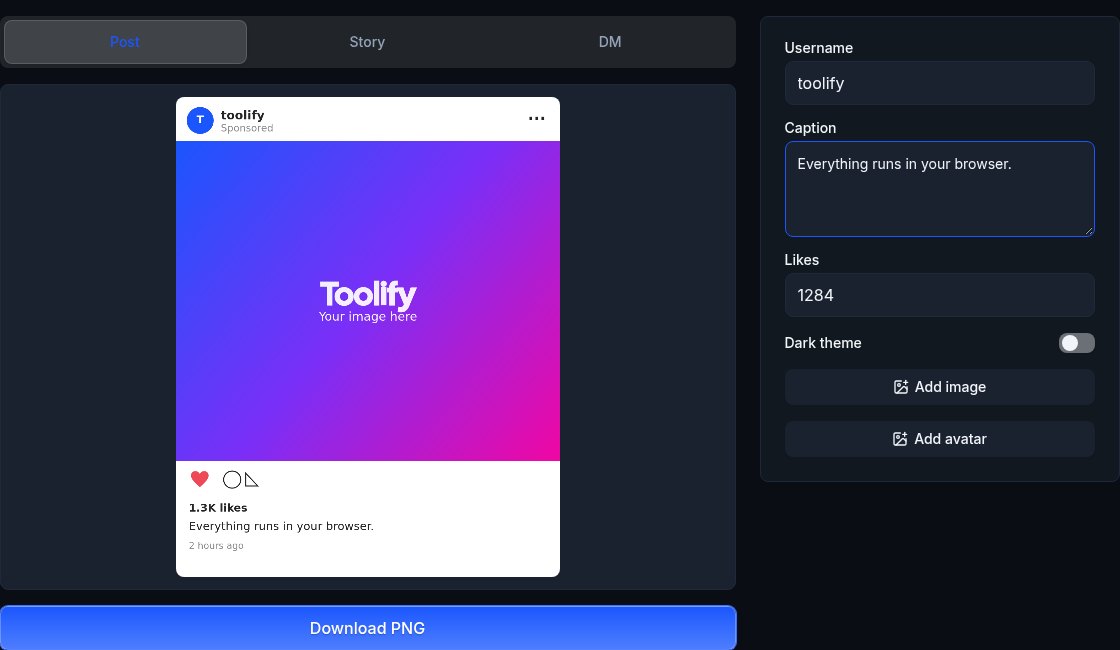 Post
Story
DM
T
toolify
Sponsored
...
Toolify
Your image here
1.3K likes
Everything runs in your browser.
2 hours ago
Download PNG
Username
toolify
Caption
Everything runs in your browser.
Likes
1284
Dark theme
Add image
Add avatar